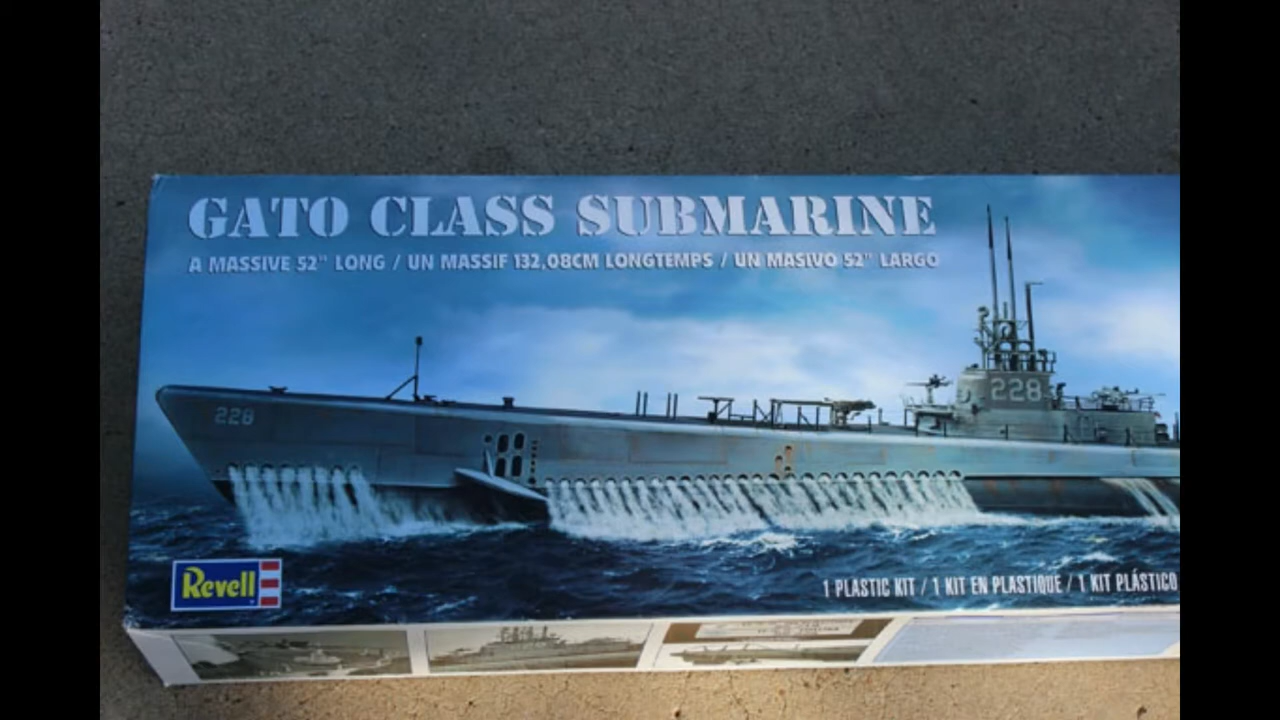 GATO CLASS SUBMARINE
A MASSIVE 52" LONG / UN MASSIF 132,08CM LONGTEMPS / UN MASIVO 52" LARGO
228
228
Revell
1 PLASTIC KIT / 1 KIT EN PLASTIQUE / 1 KIT PLÁSTICO